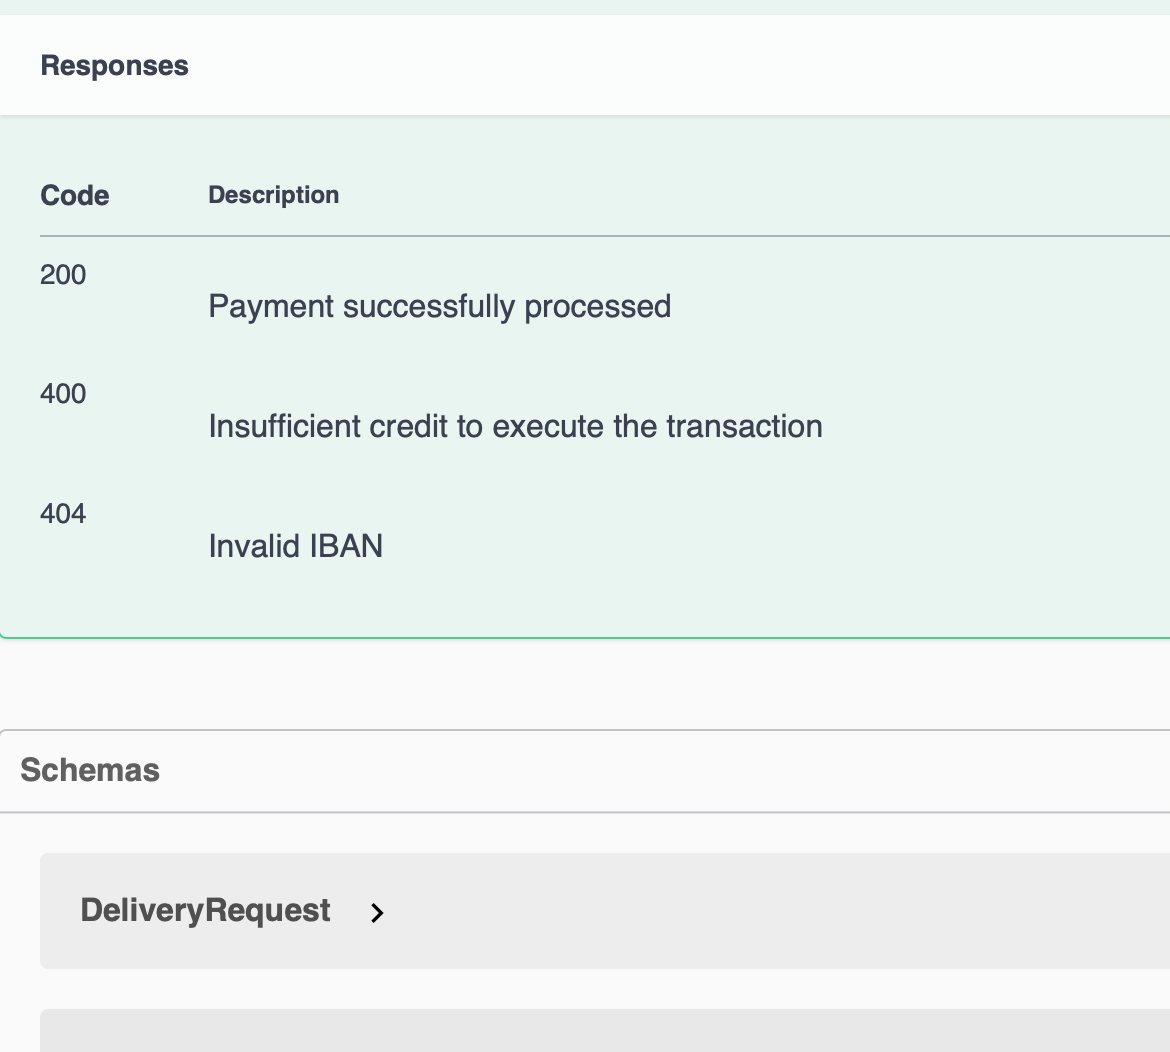 Responses
Code Description
200
Payment successfully processed
400
Insufficient credit to execute the transaction
404
Invalid IBAN
Schemas
DeliveryRequest